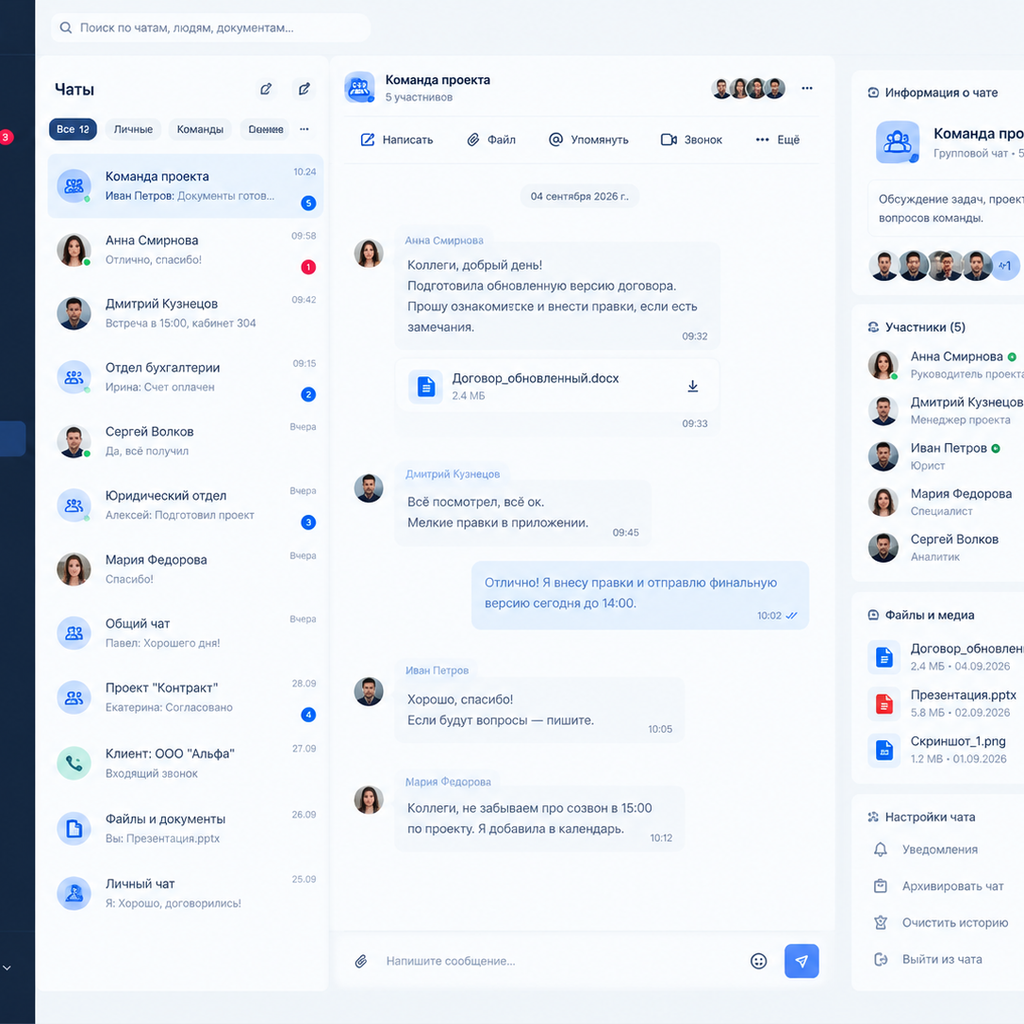 Поиск по чатам, людям, документам...
3
Чаты
Все 12
Личные
Команды
...
Команда проекта
10.24
Иван Петров: Документы готов...
5
Анна Смирнова
09:58
Отлично, спасибо!
1
Дмитрий Кузнецов
09:42
Встреча в 15:00, кабинет 304
Отдел бухгалтерии
09:15
Ирина: Счет оплачен
2
Сергей Волков
Вчера
Да, всё получил
Юридический отдел
Вчера
Алексей: Подготовил проект
3
Мария Федорова
Вчера
Спасибо!
Общий чат
Вчера
Павел: Хорошего дня!
Проект "Контракт"
28.09
Екатерина: Согласовано
4
Клиент: ООО "Альфа"
27.09
Входящий звонок
Файлы и документы
26.09
Вы: Презентация.pptx
Личный чат
25.09
Я: Хорошо, договорились!
Команда проекта
5 участнивов
Написать
Файл
Упомянуть
Звонок
Ещё
04 сентября 2026 г..
Анна Смирнова
Коллеги, добрый день!
Подготовила обновленную версию договора.
Прошу и внести правки, если есть
замечания.
09:32
Договор_обновленный.docx
2.4 МБ
09:33
Дмитрий Кузнецов
Всё посмотрел, всё ок.
Мелкие правки в приложении.
09:45
Отлично! Я внесу правки и отправлю финальную
версию сегодня до 14:00.
10:02
Иван Петров
Хорошо, спасибо!
Если будут вопросы — пишите.
10:05
Мария Федорова
Коллеги, не забываем про созвон в 15:00
по проекту. Я добавила в календарь.
10:12
Напишите сообщение...
Информация о чате
Команда про
Групповой чат • 5
Обсуждение задач, проект
вопросов команды.
Участники (5)
Анна Смирнова
Руководитель проекта
Дмитрий Кузнецов
Менеджер проекта
Иван Петров
Юрист
Мария Федорова
Специалист
Сергей Волков
Аналитик
Файлы и медиа
Договор_обновлен
2.4 МБ • 04.09.2026
Презентация.pptx
5.8 МБ • 02.09.2026
Скриншот_1.png
1.2 МВ • 01.09.2026
Настройки чата
Уведомления
Архивировать чат
Очистить историю
Выйти из чата